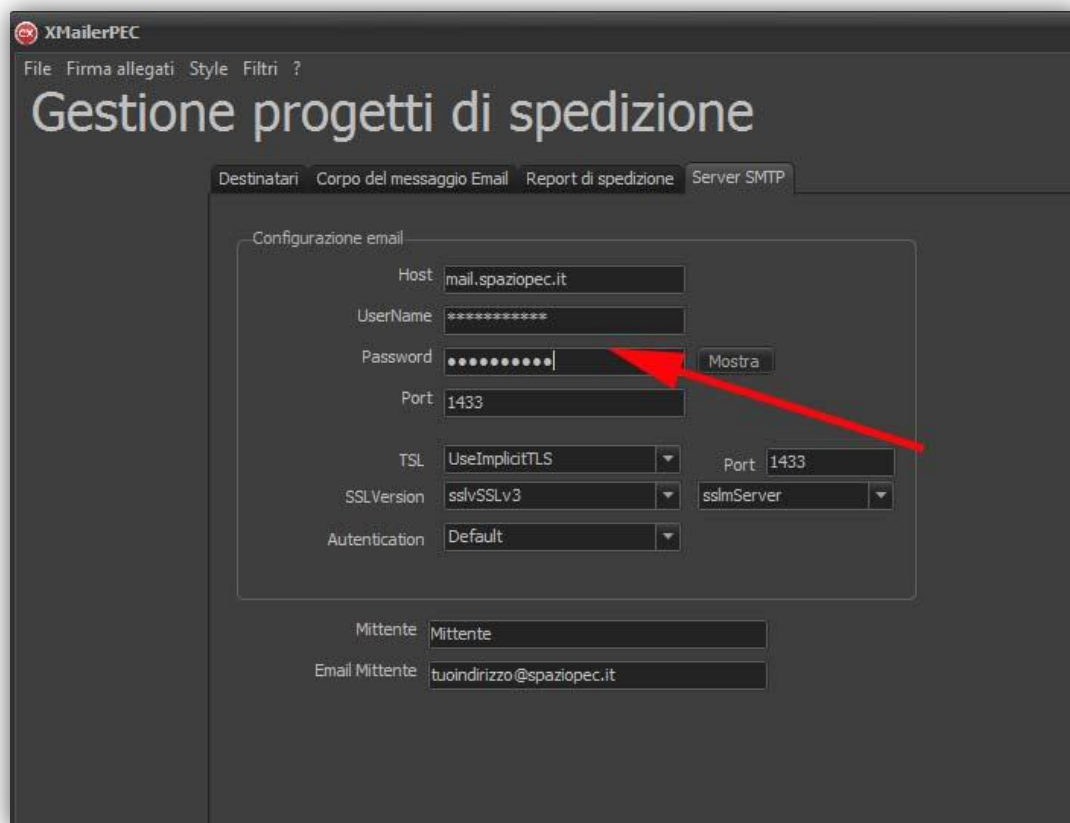 XMailerPEC
File Firma allegati Style Filtri ?
Gestione progetti di spedizione
Destinatari Corpo del messaggio Email Report di spedizione Server SMTP
Configurazione email
Host mail.spaziopec.it
UserName ***********
Password ●●●●●●●●●● Mostra
Port 1433
TSL UseImplicitTLS Port 1433
SSLVersion sslvSSLv3 sslmServer
Autentication Default
Mittente Mittente
Email Mittente tuoindirizzo@spaziopec.it